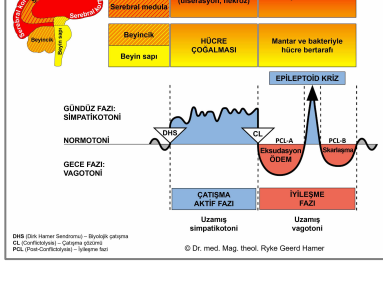 (ülserasyon, nekroz)
Serebral medula
Serebral kor
Beyincik
Beyin sapı
Beyincik
Beyin sapı
HÜCRE
ÇOĞALMASI
Mantar ve bakteriyle
hücre bertarafı
EPİLEPTOİD KRİZ
GÜNDÜZ FAZI:
SİMPATİKOTONİ
DHS
CL
NORMOTONİ
PCL-A
PCL-B
Eksudasyon
ÖDEM
Skarlaşma
GECE FAZI:
VAGOTONİ
ÇATIŞMA
AKTİF FAZI
İYİLEŞME
FAZI
Uzamış
simpatikotoni
Uzamış
vagotoni
DHS (Dirk Hamer Sendromu) – Biyolojik çatışma
CL (Conflictolysis) – Çatışma çözümü
PCL (Post-Conflictolysis) – İyileşme fazı
© Dr. med. Mag. theol. Ryke Geerd Hamer